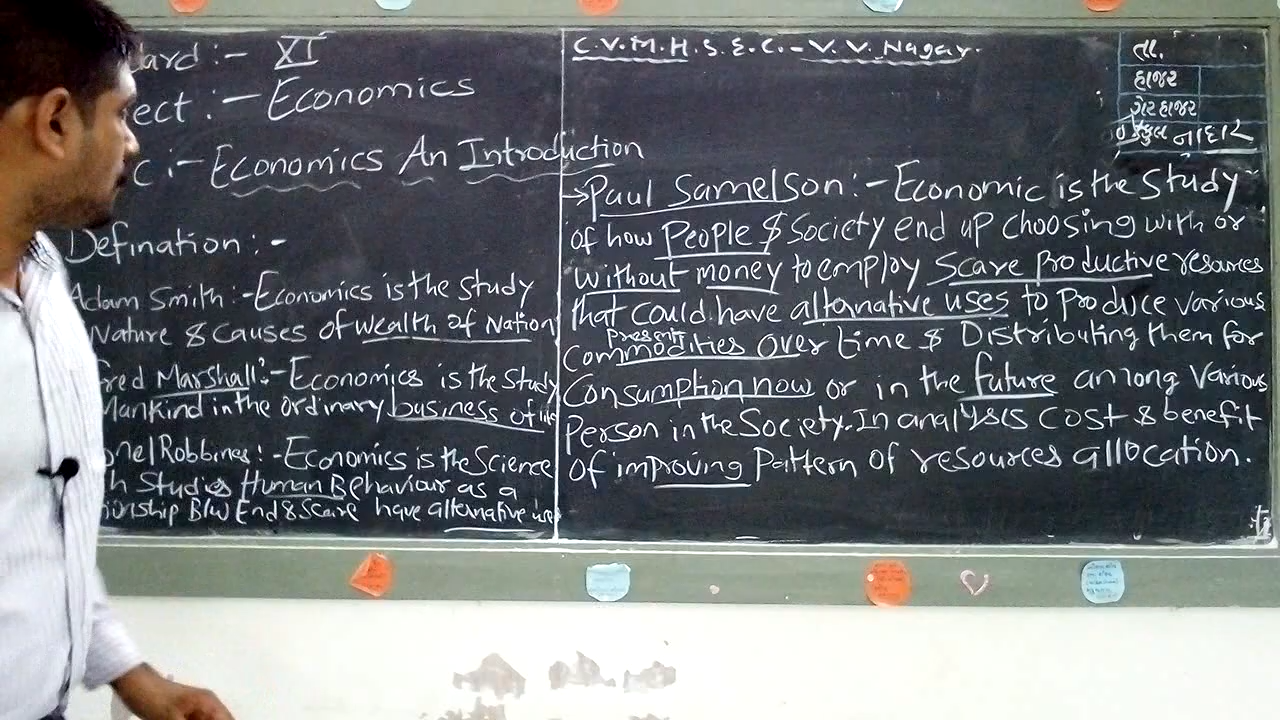 C.V.M.H.S.E.C. - V.V.Nagar.
ard :- XI
ect :- Economics
c :- Economics An Introduction
Defination :-
Adam Smith :- Economics is the study
Nature & Causes of wealth of Nation
fred Marshall :- Economics is the study
Mankind in the ordinary business of life
onel Robbines :- Economics is the Science
h Studies Human Behaviour as a
ionship B/w End & Scare have alternative uses
→ Paul Samelson :- Economic is the Study
of how People & Society end up choosing with or
without money to employ Scare productive resources
that could have alternative uses to produce various
Present
Commodities over time & Distributing them for
Consumption now or in the future among various
person in the Society. In analysis cost & benefit
of improving pattern of resources allocation.
તા.
હાજર
ગેરહાજર
કુલ